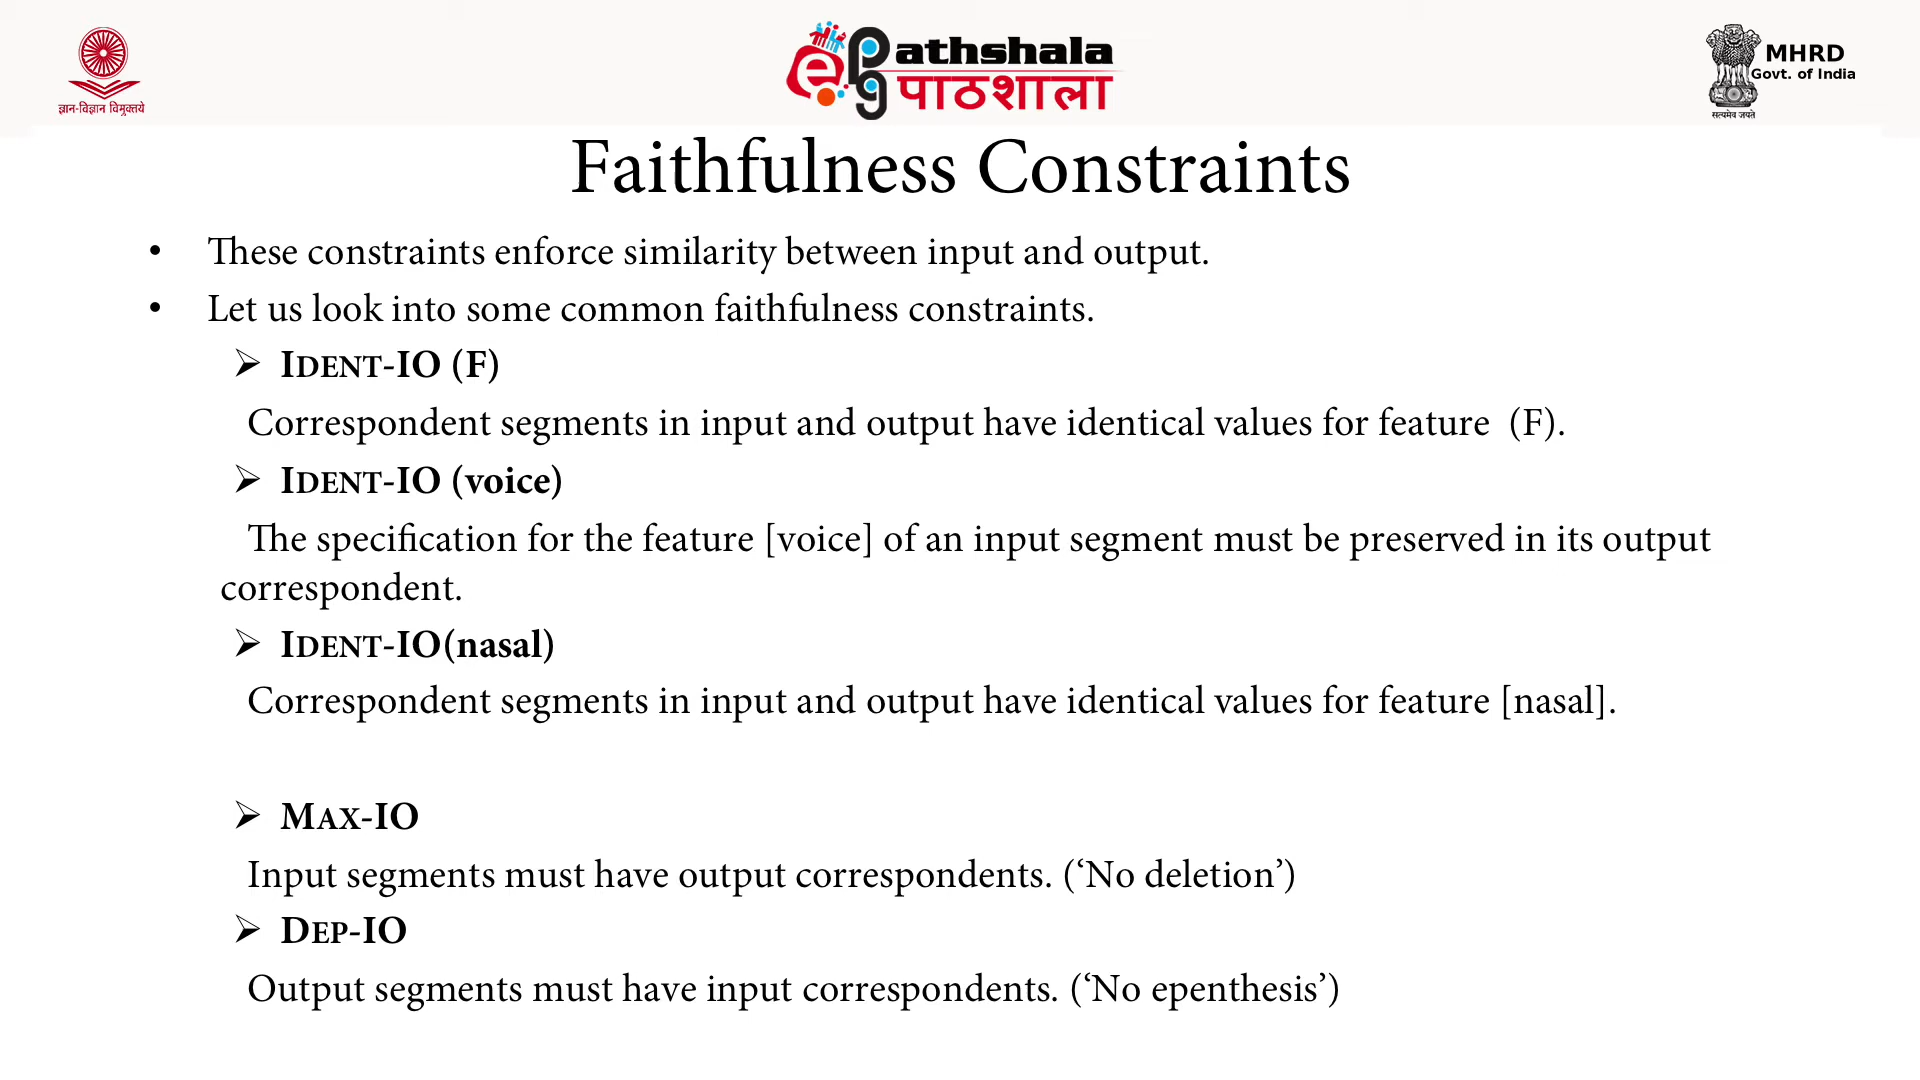 ज्ञान-विज्ञान विमुक्तये
e PG athshala
पाठशाला
MHRD
Govt. of India
सत्यमेव जयते
Faithfulness Constraints
• These constraints enforce similarity between input and output.
• Let us look into some common faithfulness constraints.
➢ IDENT-IO (F)
Correspondent segments in input and output have identical values for feature (F).
➢ IDENT-IO (voice)
The specification for the feature [voice] of an input segment must be preserved in its output
correspondent.
➢ IDENT-IO(nasal)
Correspondent segments in input and output have identical values for feature [nasal].
➢ MAX-IO
Input segments must have output correspondents. (‘No deletion’)
➢ DEP-IO
Output segments must have input correspondents. (‘No epenthesis’)